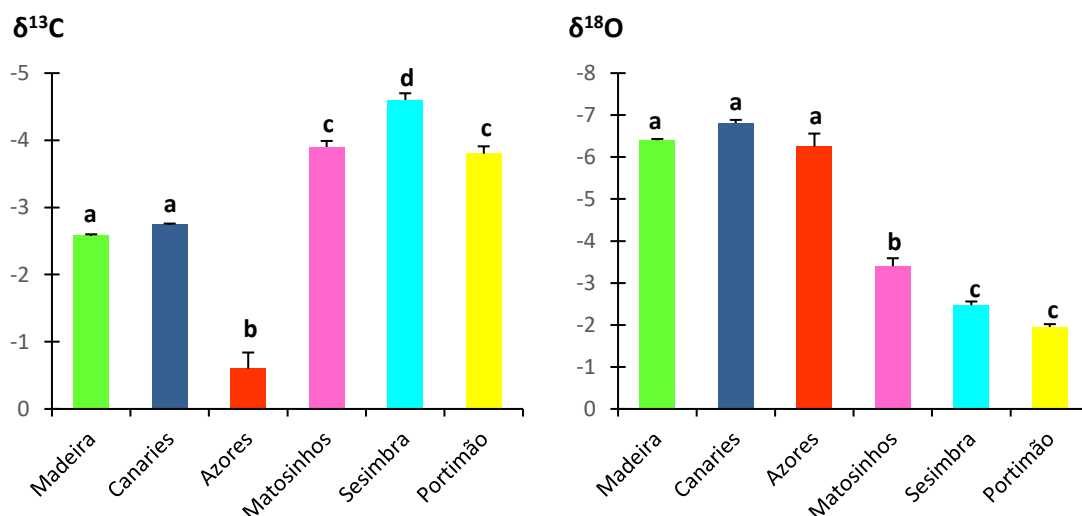 δ¹³C
-5
-4
-3
-2
-1
0
a
a
b
c
d
c
Madeira
Canaries
Azores
Matosinhos
Sesimbra
Portimão
δ¹⁸O
-8
-7
-6
-5
-4
-3
-2
-1
0
a
a
a
b
c
c
Madeira
Canaries
Azores
Matosinhos
Sesimbra
Portimão